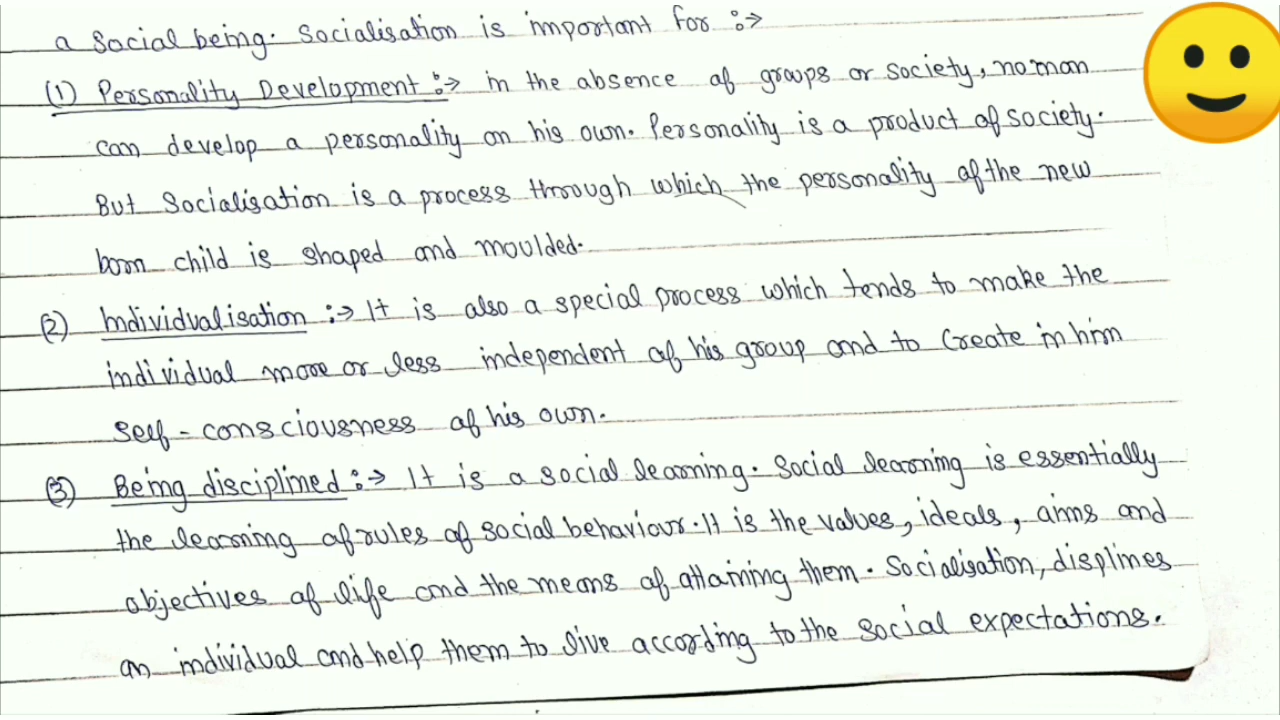 a social being. Socialisation is important for :->
(1) Personality Development :-> in the absence of groups or society, no man
can develop a personality on his own. Personality is a product of society.
But Socialisation is a process through which the personality of the new
born child is shaped and moulded.
(2) Individualisation :-> It is also a special process which tends to make the
individual more or less independent of his group and to create in him
self-consciousness of his own.
(3) Being disciplined :-> It is a social learning. Social learning is essentially
the learning of rules of social behaviour. It is the values, ideals, aims and
objectives of life and the means of attaining them. Socialisation, displines
an individual and help them to live according to the social expectations.